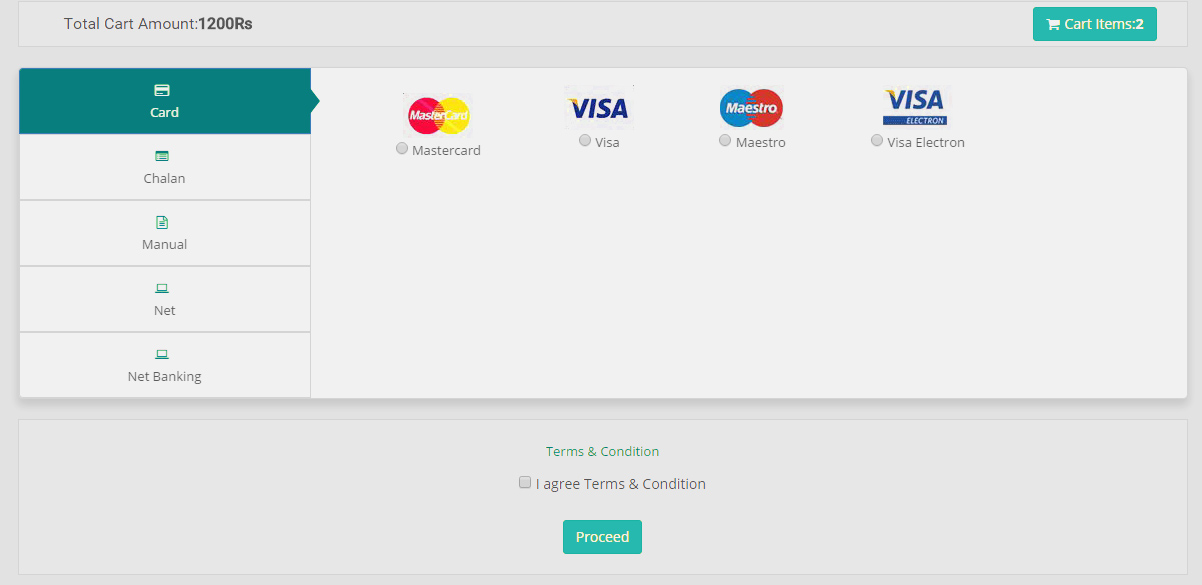 Total Cart Amount:1200Rs
Cart Items:2
Card
Chalan
Manual
Net
Net Banking
MasterCard
VISA
Maestro
VISA
ELECTRON
Mastercard
Visa
Maestro
Visa Electron
Terms & Condition
I agree Terms & Condition
Proceed